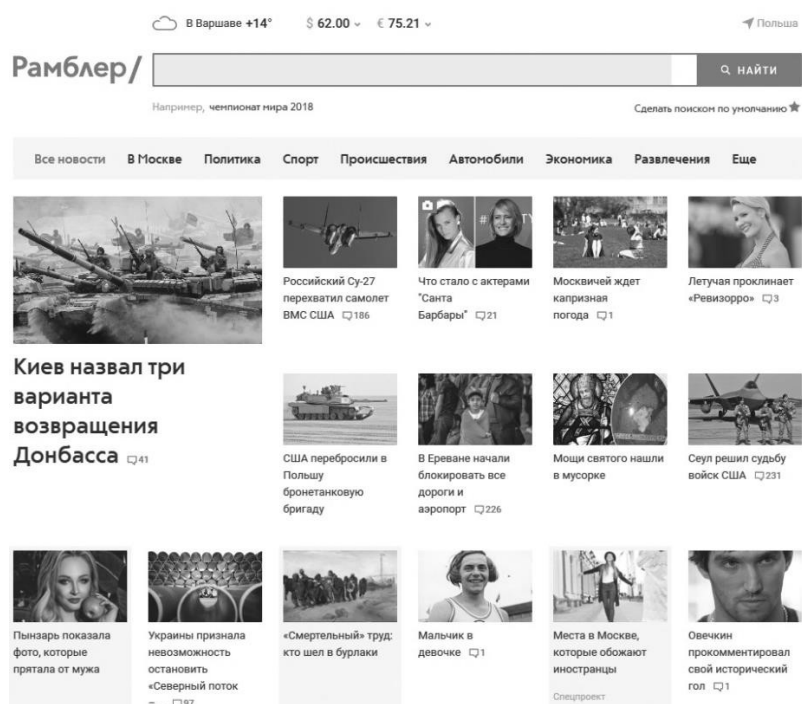 В Варшаве +14° $ 62.00 € 75.21 Польша
Рамблер/
НАЙТИ
Например, чемпионат мира 2018
Сделать поиском по умолчанию
Все новости В Москве Политика Спорт Происшествия Автомобили Экономика Развлечения Еще
Киев назвал три
варианта
возвращения
Донбасса 41
Российский Су-27
перехватил самолет
ВМС США 186
Что стало с актерами
"Санта
Барбары" 21
Москвичей ждет
капризная
погода 1
Летучая проклинает
«Ревизорро» 3
США перебросили в
Польшу
бронетанковую
бригаду
В Ереване начали
блокировать все
дороги и
аэропорт 226
Мощи святого нашли
в мусорке
Сеул решил судьбу
войск США 231
Пынзарь показала
фото, которые
прятала от мужа
Украины признала
невозможность
остановить
«Северный поток
– ... 97
«Смертельный» труд:
кто шел в бурлаки
Мальчик в
девочке 1
Места в Москве,
которые обожают
иностранцы
Спецпроект
Овечкин
прокомментировал
свой исторический
гол 1